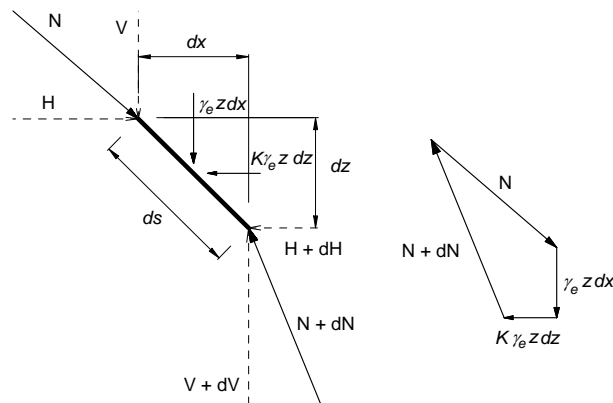 N
V
dx
H
γₑ z dx
Kγₑ z dz
dz
ds
H + dH
N + dN
V + dV
N
N + dN
γₑ z dx
K γₑ z dz